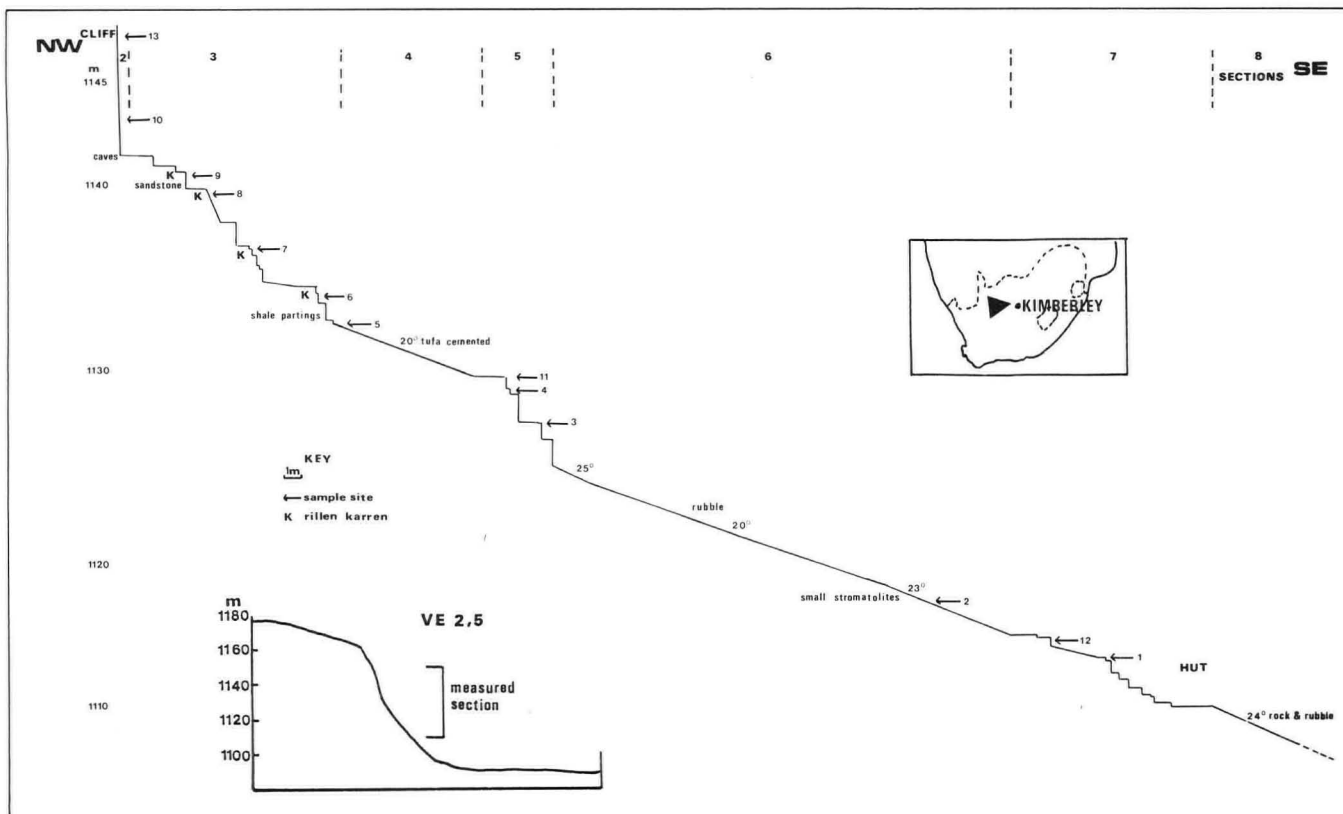 NW CLIFF
←13
2
3
4
5
6
7
8
SECTIONS SE
m
1145
←10
caves
K ←9
1140
sandstone K ←8
K ←7
K ←6
shale partings ←5
20° tufa cemented
KIMBERLEY
1130
←11
←4
←3
KEY
1m
← sample site
K rillen karren
25°
rubble
20°
1120
23°
small stromatolites ←2
←12
←1
HUT
1110
24° rock & rubble
m
VE 2,5
1180
1160
1140
1120
1100
measured
section